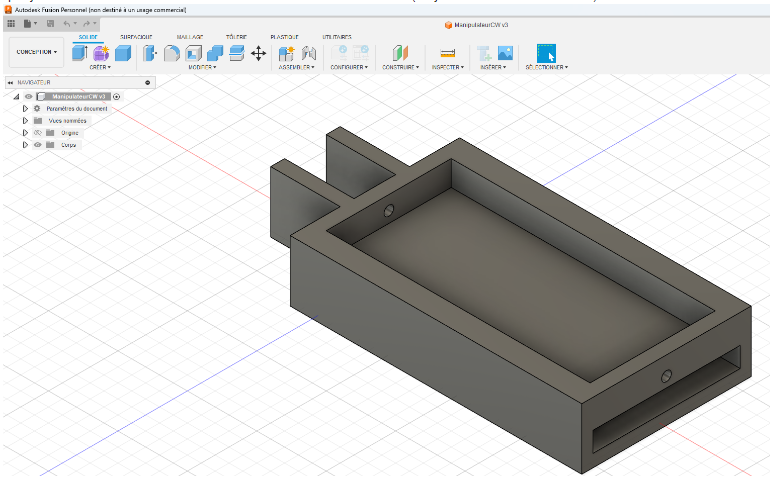 Autodesk Fusion Personnel (non destiné à un usage commercial)
ManipulateurCW v3
SOLIDE SURFACIQUE MAILLAGE TÔLERIE PLASTIQUE UTILITAIRES
CONCEPTION
CRÉER MODIFIER ASSEMBLER CONFIGURER CONSTRUIRE INSPECTER INSÉRER SÉLECTIONNER
NAVIGATEUR
ManipulateurCW v3
Paramètres du document
Vues nommées
Origine
Corps